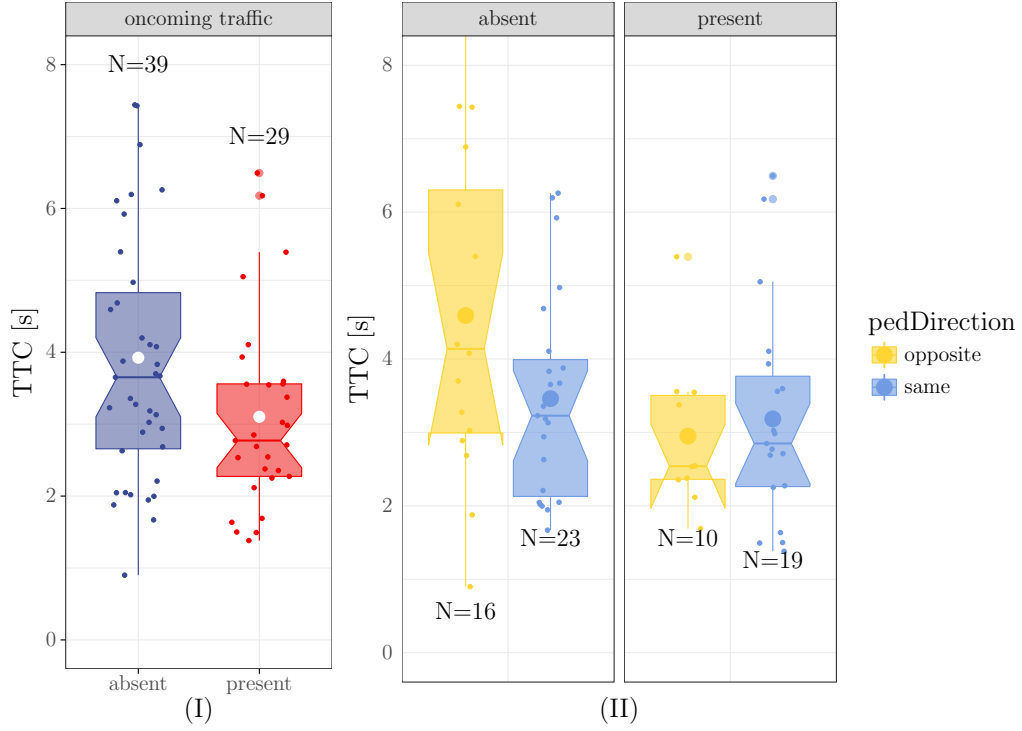 oncoming traffic
TTC [s]
8
6
4
2
0
N=39
N=29
absent
present
(I)
absent
present
TTC [s]
8
6
4
2
0
N=16
N=23
N=10
N=19
(II)
pedDirection
opposite
same